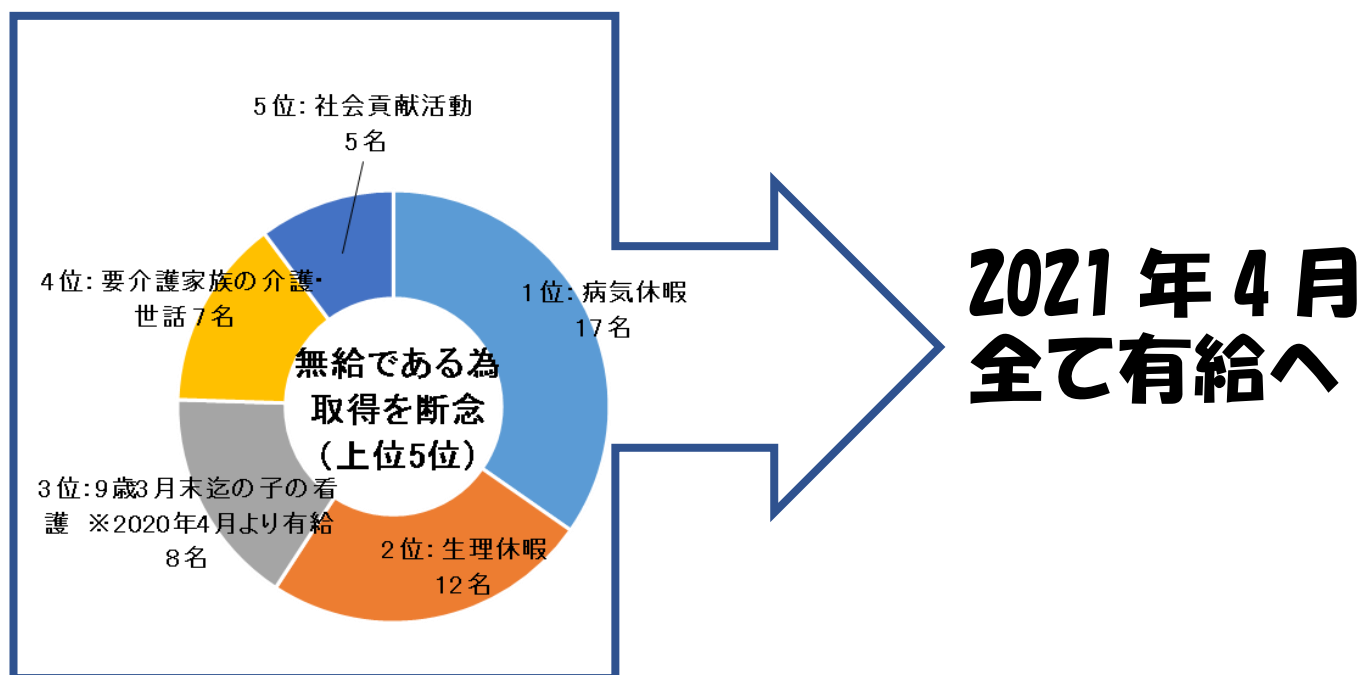 5位：社会貢献活動
5名
4位：要介護家族の介護・
世話7名
1位：病気休暇
17名
無給である為
取得を断念
（上位5位）
3位：9歳3月末迄の子の看
護　※2020年4月より有給
8名
2位：生理休暇
12名
2021年4月
全て有給へ